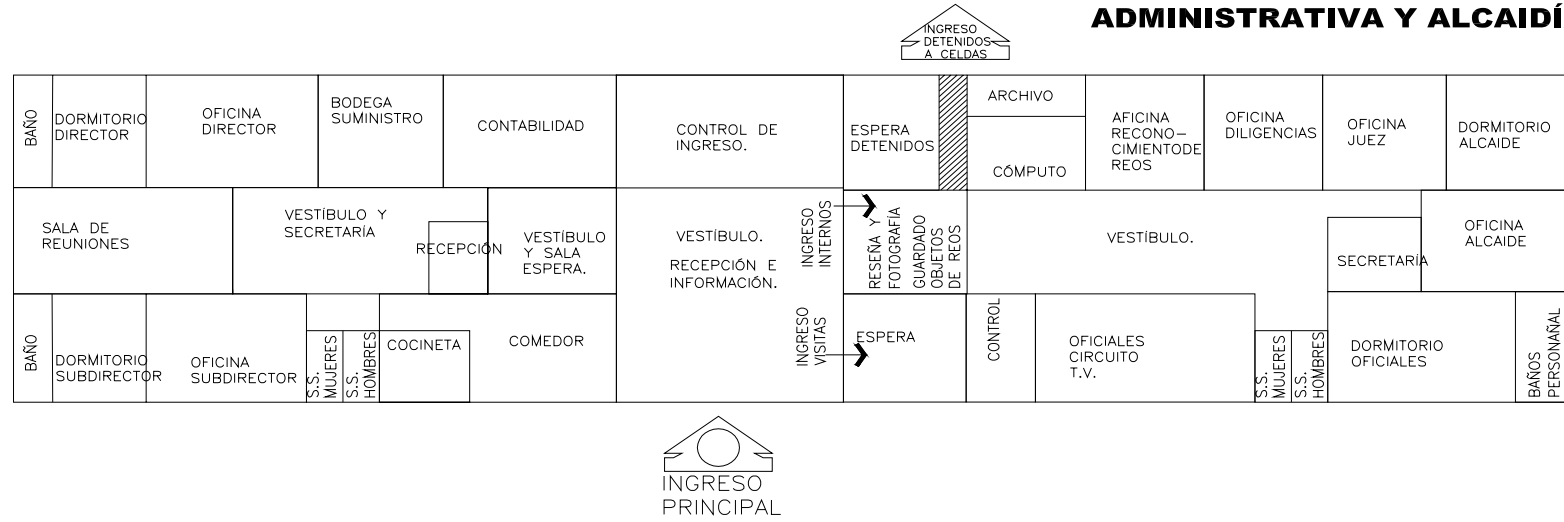 ADMINISTRATIVA Y ALCAIDÍ
INGRESO
DETENIDOS
A CELDAS
BAÑO
DORMITORIO
DIRECTOR
OFICINA
DIRECTOR
BODEGA
SUMINISTRO
CONTABILIDAD
CONTROL DE
INGRESO.
ESPERA
DETENIDOS
ARCHIVO
CÓMPUTO
AFICINA
RECONO-
CIMIENTODE
REOS
OFICINA
DILIGENCIAS
OFICINA
JUEZ
DORMITORIO
ALCAIDE
SALA DE
REUNIONES
VESTÍBULO Y
SECRETARÍA
RECEPCIÓN
VESTÍBULO
Y SALA
ESPERA.
VESTÍBULO.
RECEPCIÓN E
INFORMACIÓN.
INGRESO
INTERNOS
RESEÑA Y
FOTOGRAFÍA
GUARDADO
OBJETOS
DE REOS
VESTÍBULO.
SECRETARÍA
OFICINA
ALCAIDE
BAÑO
DORMITORIO
SUBDIRECTOR
OFICINA
SUBDIRECTOR
S.S.
MUJERES
S.S.
HOMBRES
COCINETA
COMEDOR
INGRESO
VISITAS
ESPERA
CONTROL
OFICIALES
CIRCUITO
T.V.
S.S.
MUJERES
S.S.
HOMBRES
DORMITORIO
OFICIALES
BAÑOS
PERSONAÑAL
INGRESO
PRINCIPAL